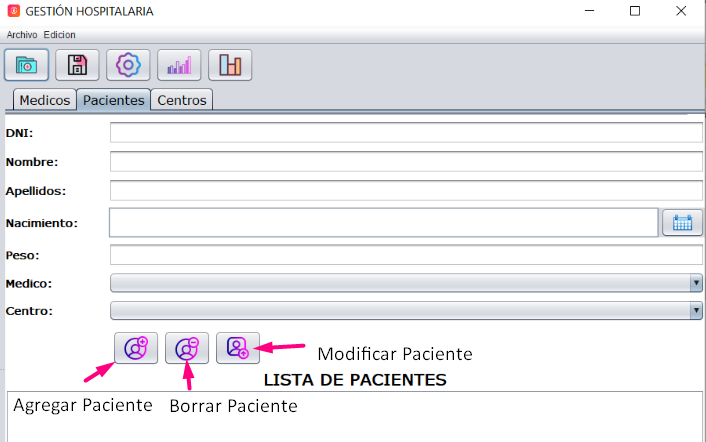 GESTIÓN HOSPITALARIA
Archivo Edicion
Medicos Pacientes Centros
DNI:
Nombre:
Apellidos:
Nacimiento:
Peso:
Medico:
Centro:
Modificar Paciente
LISTA DE PACIENTES
Agregar Paciente Borrar Paciente